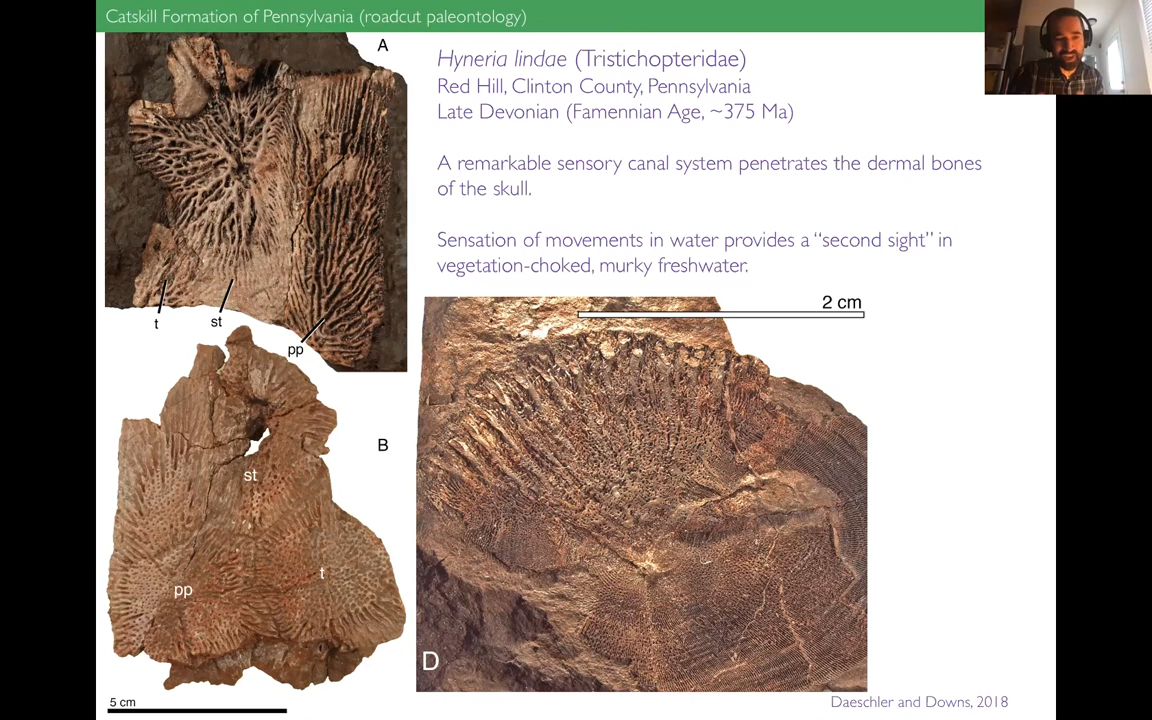 Catskill Formation of Pennsylvania (roadcut paleontology)
A
Hyneria lindae (Tristichopteridae)
Red Hill, Clinton County, Pennsylvania
Late Devonian (Famennian Age, ~375 Ma)
A remarkable sensory canal system penetrates the dermal bones
of the skull.
Sensation of movements in water provides a “second sight” in
vegetation-choked, murky freshwater.
t
st
pp
2 cm
B
st
t
pp
D
5 cm
Daeschler and Downs, 2018